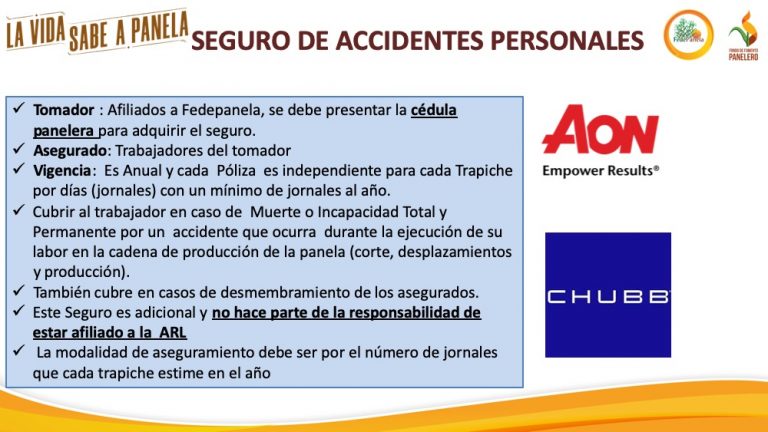 LA VIDA
SABE A PANELA
SEGURO DE ACCIDENTES PERSONALES
FedePanela
FONDO DE FOMENTO
PANELERO
✓ Tomador : Afiliados a Fedepanela, se debe presentar la cédula
panelera para adquirir el seguro.
✓ Asegurado: Trabajadores del tomador
✓ Vigencia: Es Anual y cada Póliza es independiente para cada Trapiche
por días (jornales) con un mínimo de jornales al año.
✓ Cubrir al trabajador en caso de Muerte o Incapacidad Total y
Permanente por un accidente que ocurra durante la ejecución de su
labor en la cadena de producción de la panela (corte, desplazamientos
y producción).
✓ También cubre en casos de desmembramiento de los asegurados.
✓ Este Seguro es adicional y no hace parte de la responsabilidad de
estar afiliado a la ARL
✓ La modalidad de aseguramiento debe ser por el número de jornales
que cada trapiche estime en el año
AON
Empower Results®
CHUBB